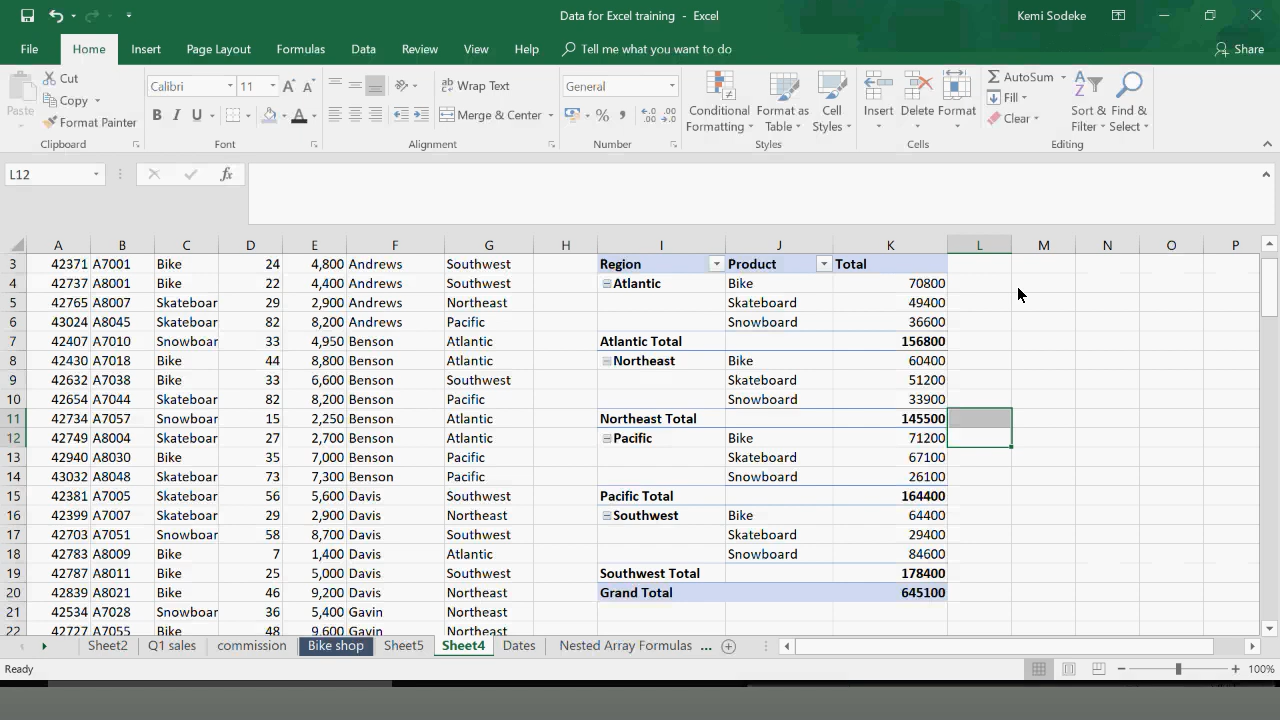 Data for Excel training - Excel
Kemi Sodeke
File Home Insert Page Layout Formulas Data Review View Help Tell me what you want to do Share
Paste
Cut
Copy
Format Painter
Calibri 11
A A
B I U A
Wrap Text
Merge & Center
General
%
Conditional Formatting
Format as Table
Cell Styles
Insert
Delete
Format
AutoSum
Fill
Clear
Sort & Filter
Find & Select
Clipboard Font Alignment Number Styles Cells Editing
L12 fx
A B C D E F G H I J K L M N O P
3 42371 A7001 Bike 24 4,800 Andrews Southwest Region Product Total
4 42737 A8001 Bike 22 4,400 Andrews Southwest Atlantic Bike 70800
5 42765 A8007 Skateboar 29 2,900 Andrews Northeast Skateboard 49400
6 43024 A8045 Skateboar 82 8,200 Andrews Pacific Snowboard 36600
7 42407 A7010 Snowboar 33 4,950 Benson Atlantic Atlantic Total 156800
8 42430 A7018 Bike 44 8,800 Benson Atlantic Northeast Bike 60400
9 42632 A7038 Bike 33 6,600 Benson Southwest Skateboard 51200
10 42654 A7044 Skateboar 82 8,200 Benson Pacific Snowboard 33900
11 42734 A7057 Snowboar 15 2,250 Benson Atlantic Northeast Total 145500
12 42749 A8004 Skateboar 27 2,700 Benson Atlantic Pacific Bike 71200
13 42940 A8030 Bike 35 7,000 Benson Pacific Skateboard 67100
14 43032 A8048 Skateboar 73 7,300 Benson Pacific Snowboard 26100
15 42381 A7005 Skateboar 56 5,600 Davis Southwest Pacific Total 164400
16 42399 A7007 Skateboar 29 2,900 Davis Northeast Southwest Bike 64400
17 42703 A7051 Snowboar 58 8,700 Davis Southwest Skateboard 29400
18 42783 A8009 Bike 7 1,400 Davis Atlantic Snowboard 84600
19 42787 A8011 Bike 25 5,000 Davis Southwest Southwest Total 178400
20 42839 A8021 Bike 46 9,200 Davis Northeast Grand Total 645100
21 42534 A7028 Snowboar 36 5,400 Gavin Northeast
22 42727 A7055 Bike 48 9,600 Gavin Northeast
Sheet2 Q1 sales commission Bike shop Sheet5 Sheet4 Dates Nested Array Formulas ...
Ready 100%